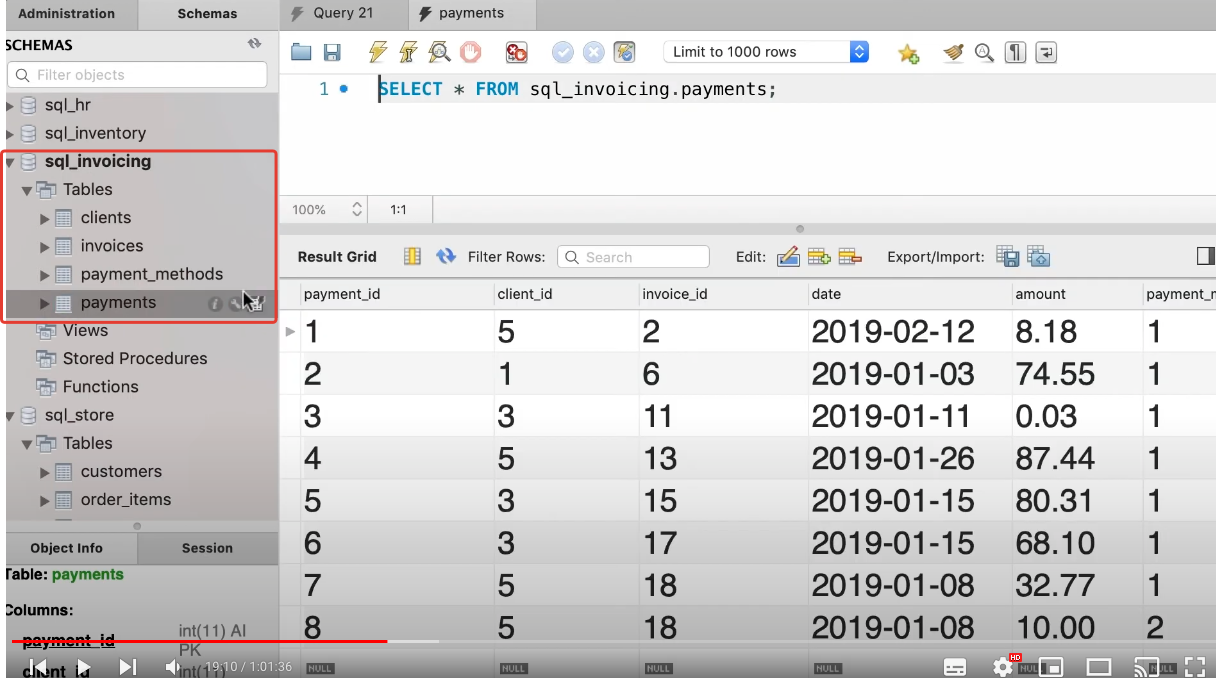 Administration Schemas Query 21 payments
SCHEMAS
Filter objects
Limit to 1000 rows
sql_hr
sql_inventory
sql_invoicing
Tables
clients
invoices
payment_methods
payments
Views
Stored Procedures
Functions
sql_store
Tables
customers
order_items
Object Info Session
Table: payments
Columns:
payment_id int(11) AI
PK
client_id int(11)
1 SELECT * FROM sql_invoicing.payments;
100% 1:1
Result Grid Filter Rows: Search Edit: Export/Import:
payment_id client_id invoice_id date amount
1 5 2 2019-02-12 8.18 1
2 1 6 2019-01-03 74.55 1
3 3 11 2019-01-11 0.03 1
4 5 13 2019-01-26 87.44 1
5 3 15 2019-01-15 80.31 1
6 3 17 2019-01-15 68.10 1
7 5 18 2019-01-08 32.77 1
8 5 18 2019-01-08 10.00 2
NULL NULL NULL NULL
19:10 / 1:01:36 HD